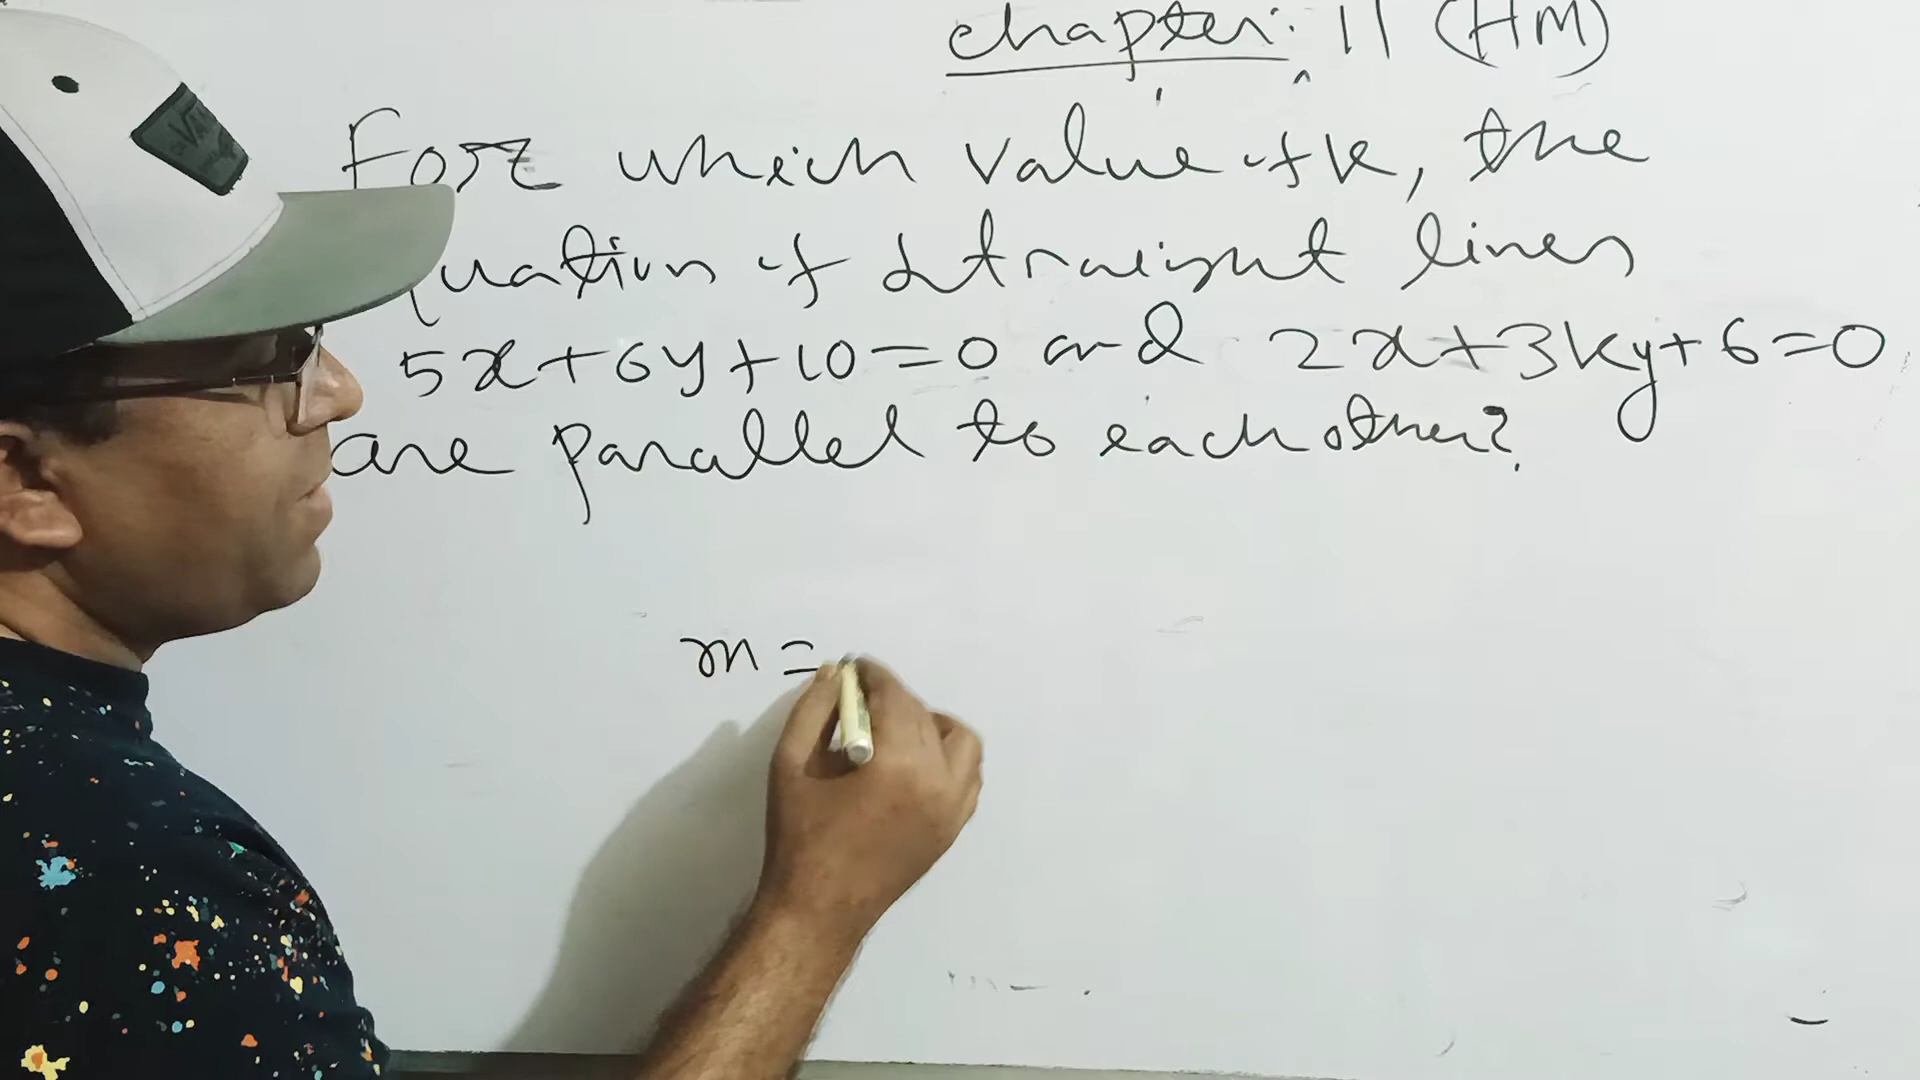 chapter: 11 (HM)
For which value of k, the
quation of straight lines
5x+6y+10=0 and 2x+3ky+6=0
are parallel to each other?
m =